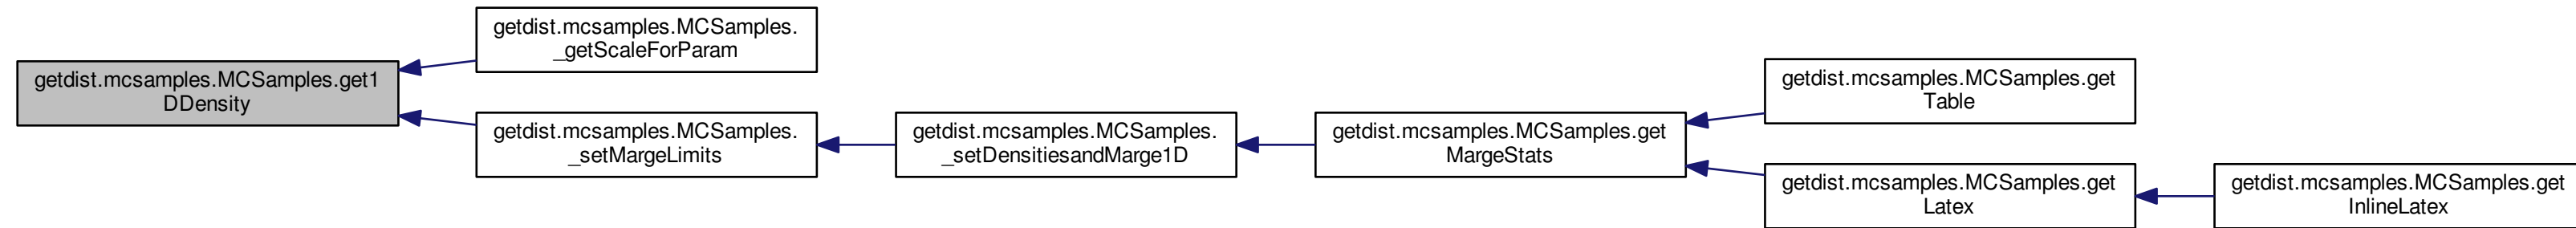 getdist.mcsamples.MCSamples.get1
DDensity
getdist.mcsamples.MCSamples.
_getScaleForParam
getdist.mcsamples.MCSamples.
_setMargeLimits
getdist.mcsamples.MCSamples.
_setDensitiesandMarge1D
getdist.mcsamples.MCSamples.get
MargeStats
getdist.mcsamples.MCSamples.get
Table
getdist.mcsamples.MCSamples.get
Latex
getdist.mcsamples.MCSamples.get
InlineLatex